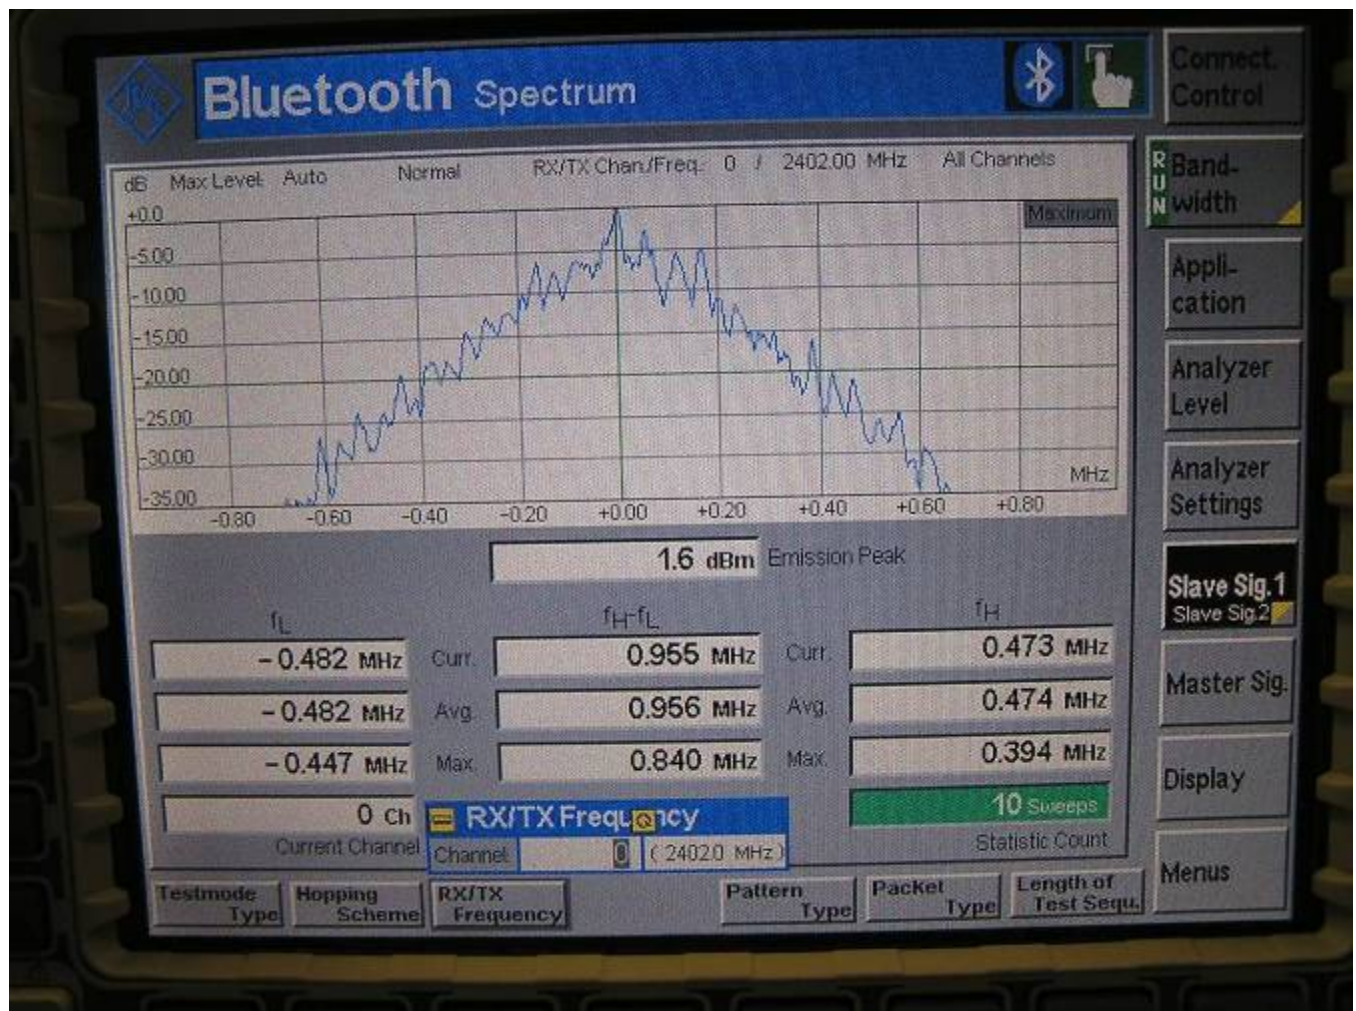 Bluetooth Spectrum
Connect.
Control
dB Max Level: Auto Normal RX/TX Chan./Freq.: 0 / 2402.00 MHz All Channels
RUN
Band-
width
+0.0
Maximum
-5.00
-10.00
-15.00
-20.00
-25.00
-30.00
-35.00
MHz
-0.80 -0.60 -0.40 -0.20 +0.00 +0.20 +0.40 +0.60 +0.80
Appli-
cation
Analyzer
Level
Analyzer
Settings
1.6 dBm Emission Peak
Slave Sig.1
Slave Sig.2
fL fH-fL fH
-0.482 MHz Curr. 0.955 MHz Curr. 0.473 MHz
-0.482 MHz Avg. 0.956 MHz Avg. 0.474 MHz
-0.447 MHz Max. 0.840 MHz Max. 0.394 MHz
Master Sig.
0 Ch RX/TX Frequency 10 Sweeps
Current Channel Channel: 0 (2402.0 MHz) Statistic Count
Display
Menus
Testmode
Type
Hopping
Scheme
RX/TX
Frequency
Pattern
Type
Packet
Type
Length of
Test Sequ.